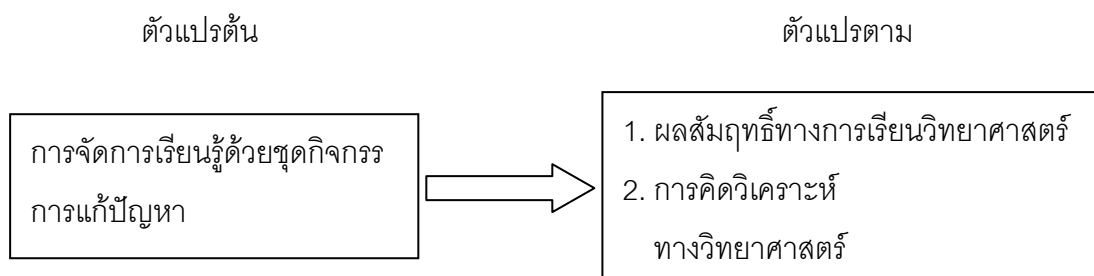 ตัวแปรต้น
ตัวแปรตาม
การจัดการเรียนรู้ด้วยชุดกิจกรร
การแก้ปัญหา
1. ผลสัมฤทธิ์ทางการเรียนวิทยาศาสตร์
2. การคิดวิเคราะห์
ทางวิทยาศาสตร์